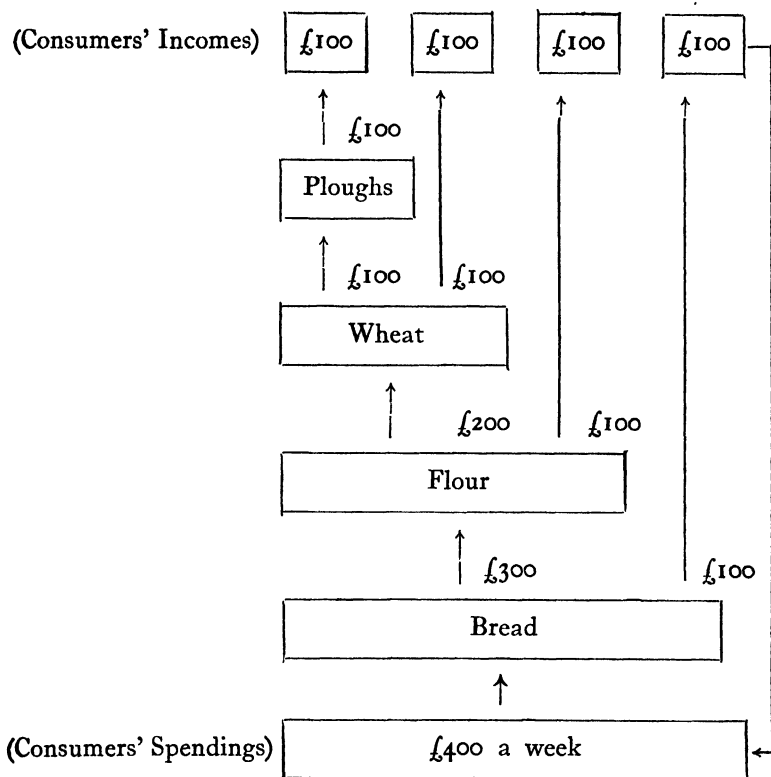 (Consumers' Incomes) £100 £100 £100 £100
£100
Ploughs
£100 £100
Wheat
£200 £100
Flour
£300 £100
Bread
(Consumers' Spendings) £400 a week